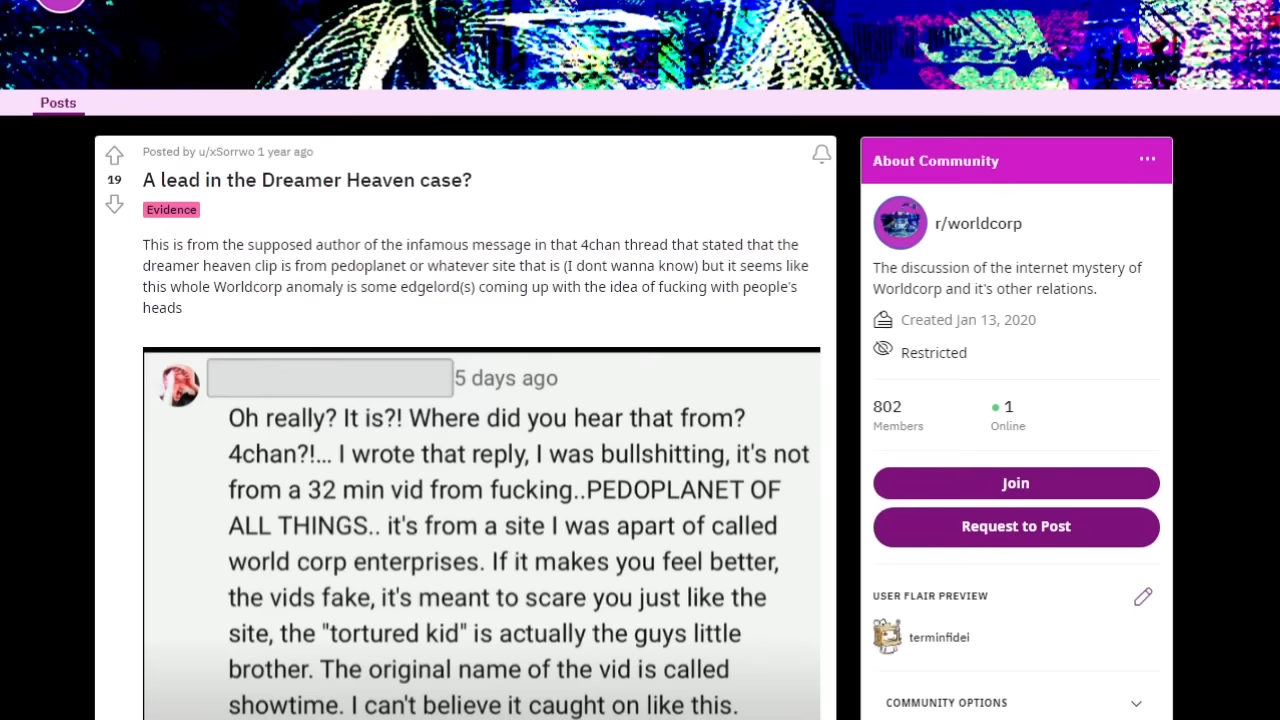 Posts
Posted by u/xSorrwo 1 year ago
19
A lead in the Dreamer Heaven case?
Evidence
This is from the supposed author of the infamous message in that 4chan thread that stated that the
dreamer heaven clip is from pedoplanet or whatever site that is (I dont wanna know) but it seems like
this whole Worldcorp anomaly is some edgelord(s) coming up with the idea of fucking with people's
heads
5 days ago
Oh really? It is?! Where did you hear that from?
4chan?!... I wrote that reply, I was bullshitting, it's not
from a 32 min vid from fucking..PEDOPLANET OF
ALL THINGS.. it's from a site I was apart of called
world corp enterprises. If it makes you feel better,
the vids fake, it's meant to scare you just like the
site, the "tortured kid" is actually the guys little
brother. The original name of the vid is called
showtime. I can't believe it caught on like this.
About Community
r/worldcorp
The discussion of the internet mystery of
Worldcorp and it's other relations.
Created Jan 13, 2020
Restricted
802
1
Members
Online
Join
Request to Post
USER FLAIR PREVIEW
terminfidei
COMMUNITY OPTIONS